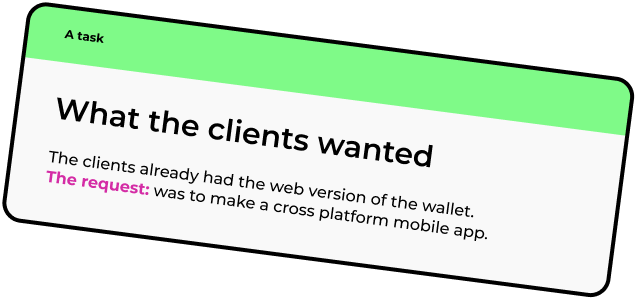 A task
What the clients wanted
The clients already had the web version of the wallet.
The request: was to make a cross platform mobile app.